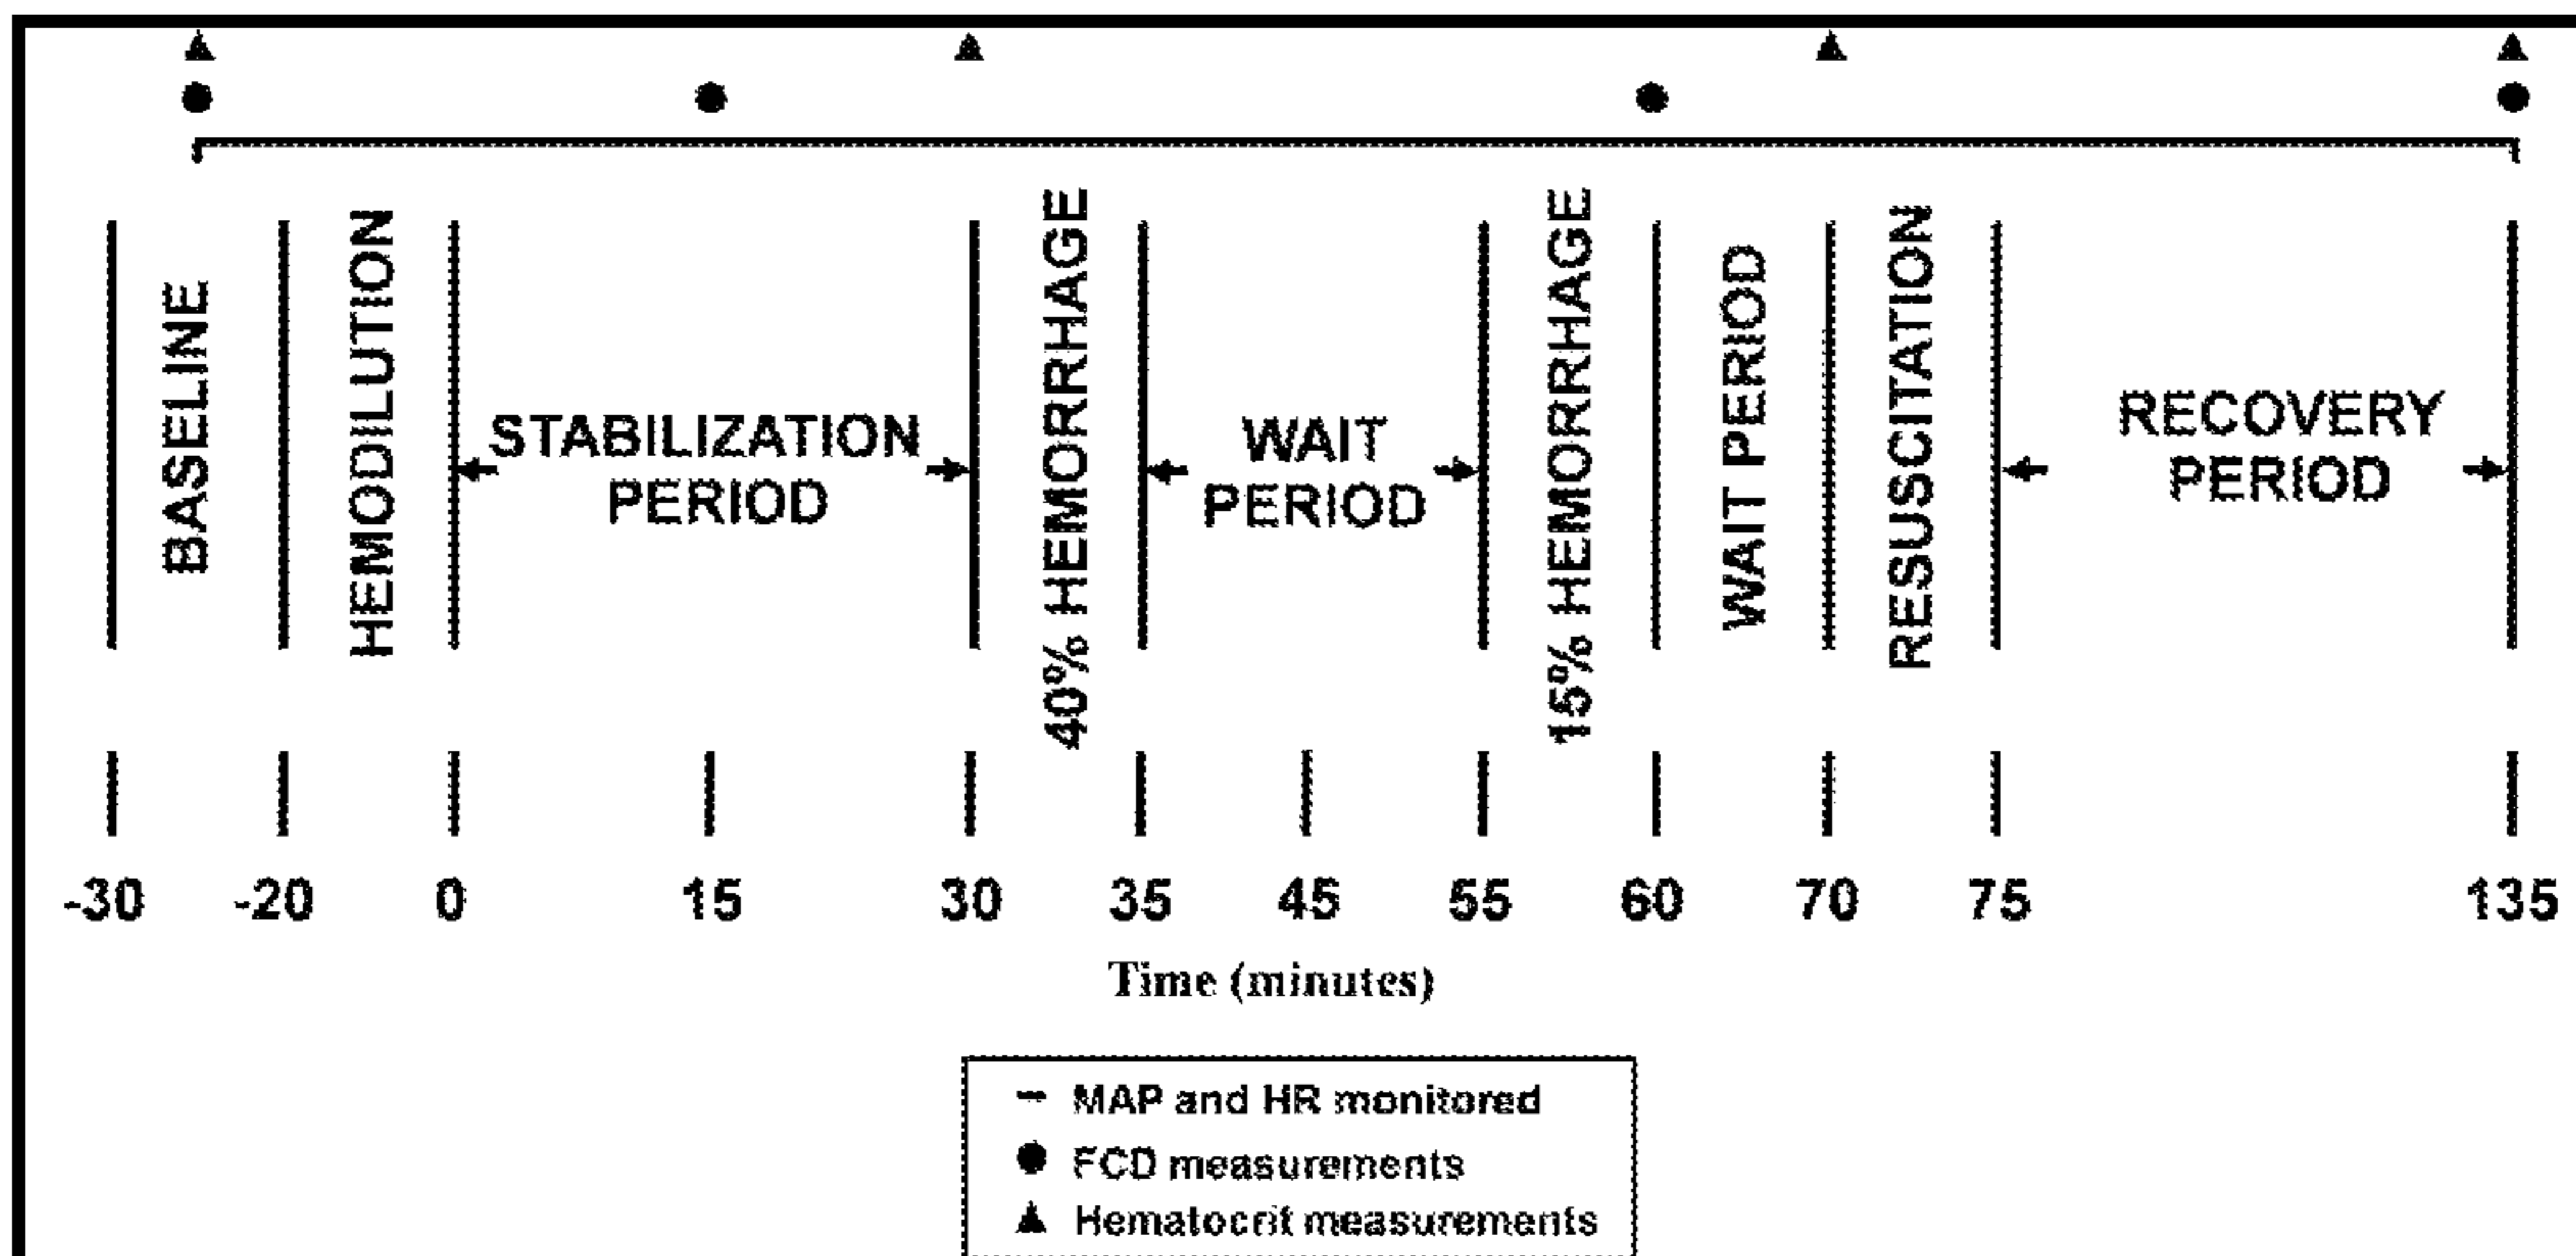 BASELINE
HEMODILUTION
STABILIZATION
PERIOD
40% HEMORRHAGE
WAIT
PERIOD
15% HEMORRHAGE
WAIT PERIOD
RESUSCITATION
RECOVERY
PERIOD
-30 -20 0 15 30 35 45 55 60 70 75 135
Time (minutes)
MAP and HR monitored
FCD measurements
Hematocrit measurements